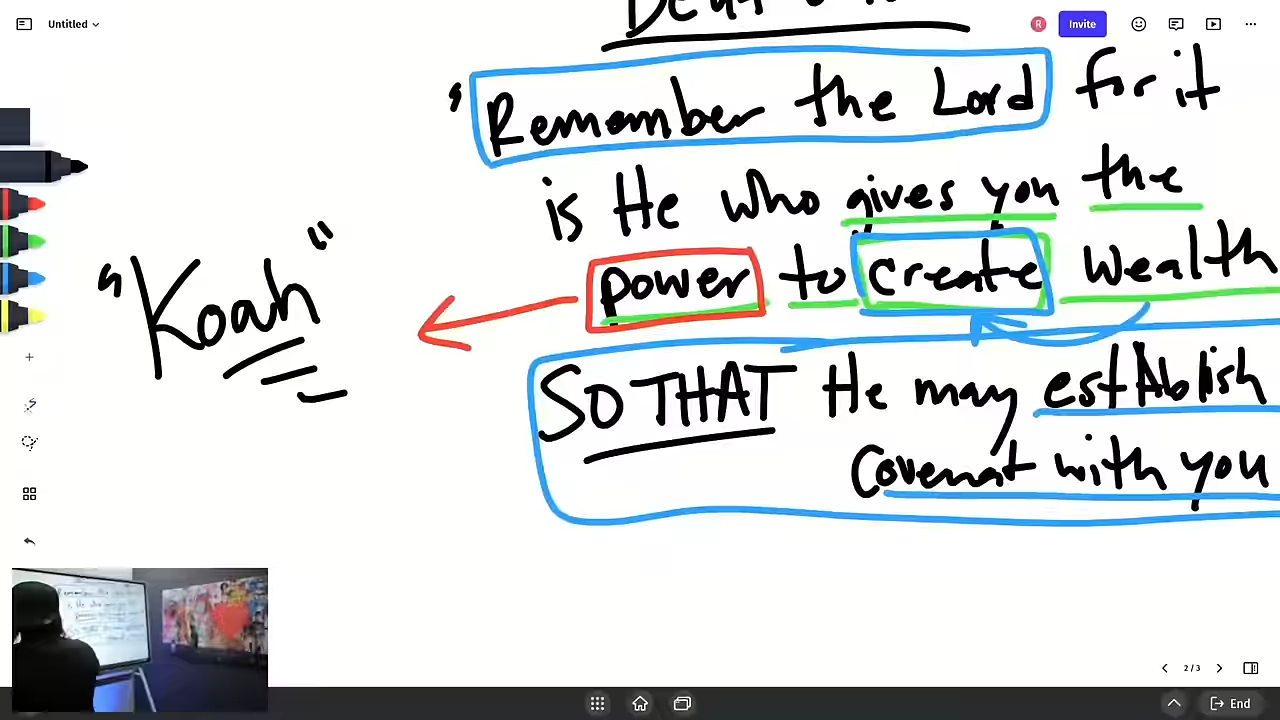 Untitled
R
Invite
"Remember the Lord for it
is He who gives you the
power to create wealth
"Koah"
SO THAT He may estAblish
Covenat with you
2/3
End